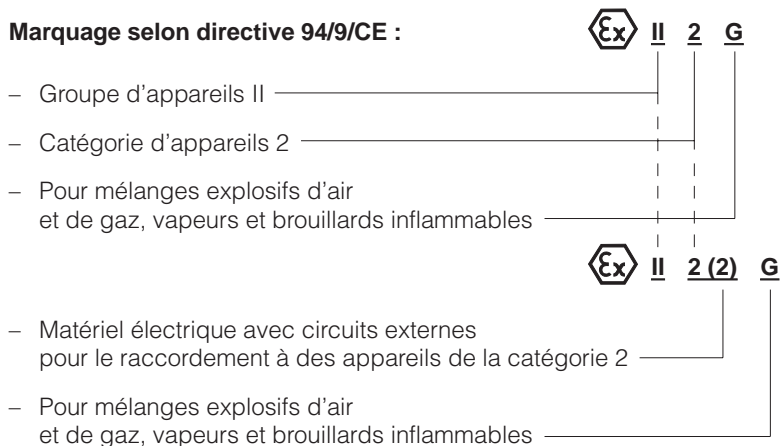 Marquage selon directive 94/9/CE : Ex II 2 G
– Groupe d'appareils II
– Catégorie d'appareils 2
– Pour mélanges explosifs d'air
et de gaz, vapeurs et brouillards inflammables
Ex II 2 (2) G
– Matériel électrique avec circuits externes
pour le raccordement à des appareils de la catégorie 2
– Pour mélanges explosifs d'air
et de gaz, vapeurs et brouillards inflammables